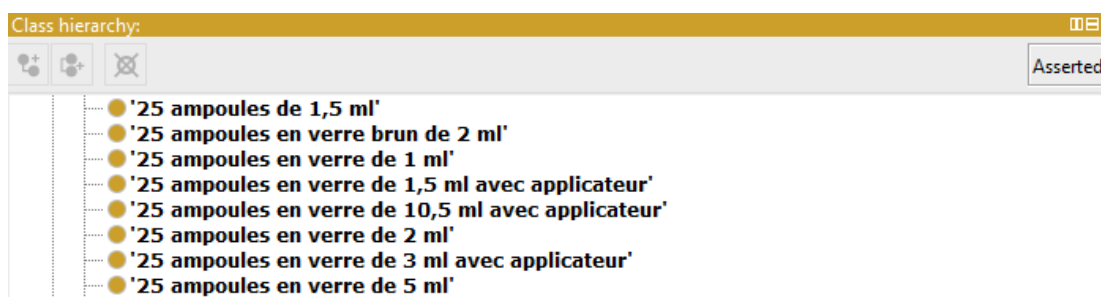 Class hierarchy:
Asserted
'25 ampoules de 1,5 ml'
'25 ampoules en verre brun de 2 ml'
'25 ampoules en verre de 1 ml'
'25 ampoules en verre de 1,5 ml avec applicateur'
'25 ampoules en verre de 10,5 ml avec applicateur'
'25 ampoules en verre de 2 ml'
'25 ampoules en verre de 3 ml avec applicateur'
'25 ampoules en verre de 5 ml'